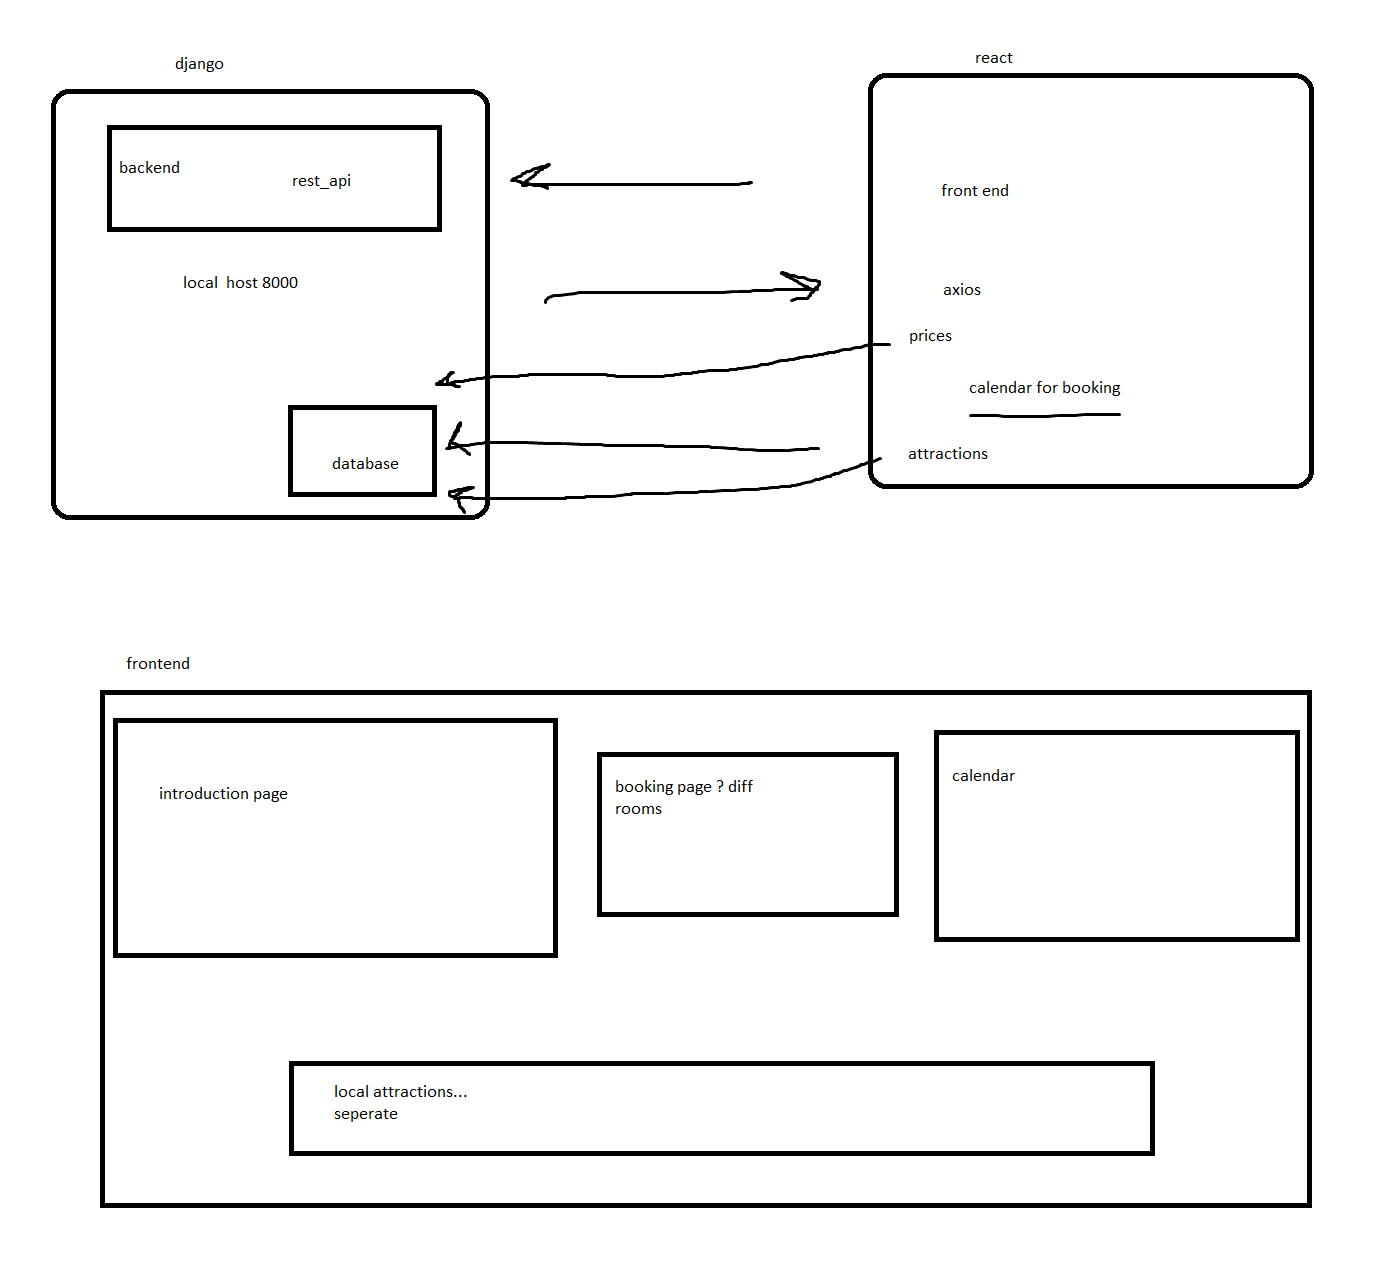 django
react
backend
rest_api
front end
local  host 8000
axios
prices
calendar for booking
attractions
database
frontend
introduction page
booking page ? diff
rooms
calendar
local attractions...
seperate